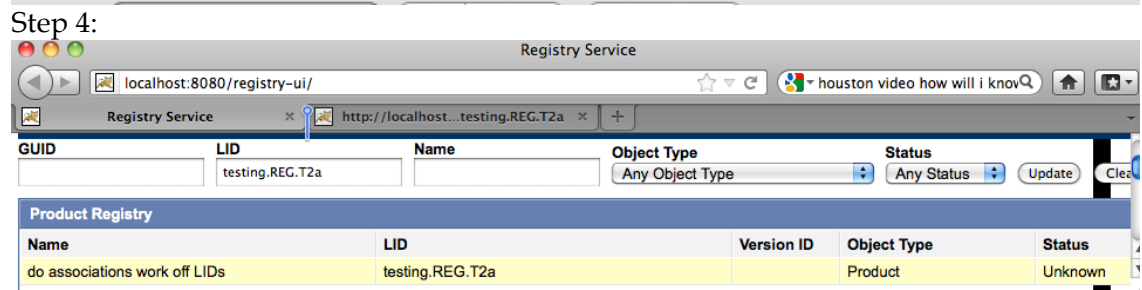 Step 4:
Registry Service
localhost:8080/registry-ui/
houston video how will i know
Registry Service
http://localhost...testing.REG.T2a
GUID LID Name Object Type Status
testing.REG.T2a Any Object Type Any Status Update Clea
Product Registry
Name LID Version ID Object Type Status
do associations work off LIDs testing.REG.T2a Product Unknown